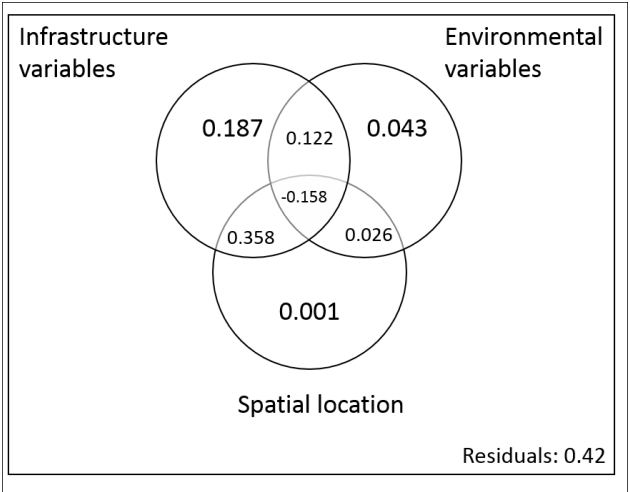 Infrastructure
variables
Environmental
variables
0.187
0.122
0.043
-0.158
0.358
0.026
0.001
Spatial location
Residuals: 0.42